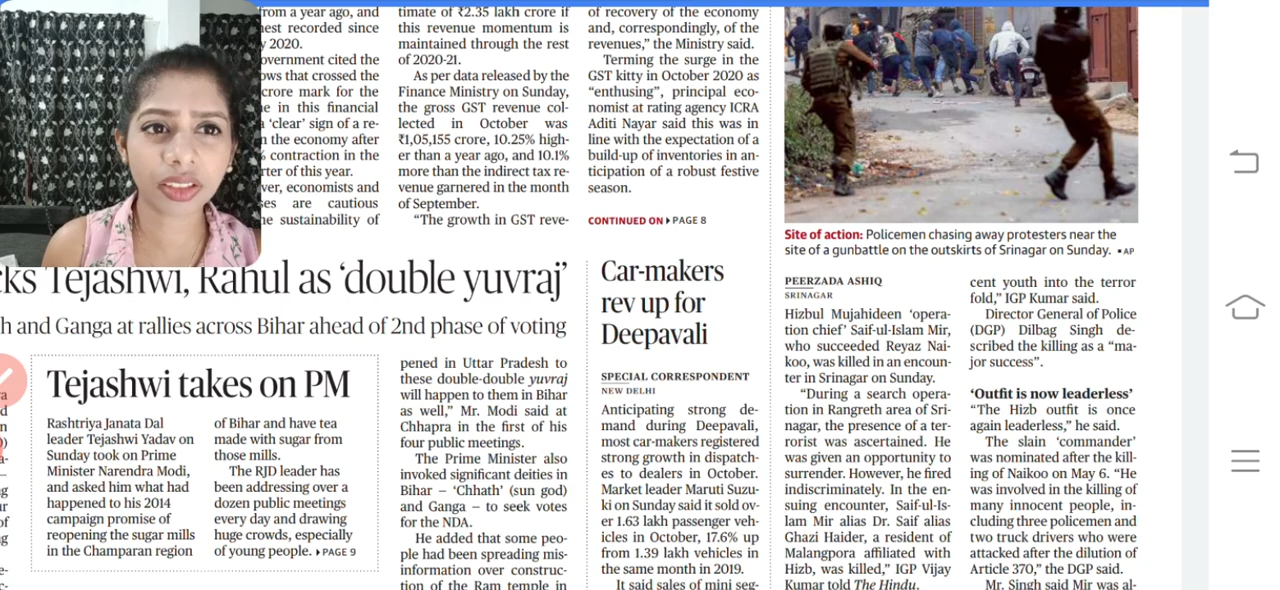 from a year ago, and
est recorded since
2020.
overnment cited the
ows that crossed the
crore mark for the
e in this financial
'clear' sign of a re-
n the economy after
contraction in the
rter of this year.
ver, economists and
es are cautious
e sustainability of
timate of ₹2.35 lakh crore if
this revenue momentum is
maintained through the rest
of 2020-21.
As per data released by the
Finance Ministry on Sunday,
the gross GST revenue col-
lected in October was
₹1,05,155 crore, 10.25% high-
er than a year ago, and 10.1%
more than the indirect tax re-
venue garnered in the month
of September.
“The growth in GST reve-
of recovery of the economy
and, correspondingly, of the
revenues,” the Ministry said.
Terming the surge in the
GST kitty in October 2020 as
“enthusing”, principal eco-
nomist at rating agency ICRA
Aditi Nayar said this was in
line with the expectation of a
build-up of inventories in an-
ticipation of a robust festive
season.
CONTINUED ON ▸ PAGE 8
Site of action: Policemen chasing away protesters near the
site of a gunbattle on the outskirts of Srinagar on Sunday. ▪ AP
cks Tejashwi, Rahul as ‘double yuvraj’
h and Ganga at rallies across Bihar ahead of 2nd phase of voting
Tejashwi takes on PM
Rashtriya Janata Dal
leader Tejashwi Yadav on
Sunday took on Prime
Minister Narendra Modi,
and asked him what had
happened to his 2014
campaign promise of
reopening the sugar mills
in the Champaran region
of Bihar and have tea
made with sugar from
those mills.
The RJD leader has
been addressing over a
dozen public meetings
every day and drawing
huge crowds, especially
of young people. ▸ PAGE 9
pened in Uttar Pradesh to
these double-double yuvraj
will happen to them in Bihar
as well,” Mr. Modi said at
Chhapra in the first of his
four public meetings.
The Prime Minister also
invoked significant deities in
Bihar – ‘Chhath’ (sun god)
and Ganga – to seek votes
for the NDA.
He added that some peo-
ple had been spreading mis-
information over construc-
tion of the Ram temple in
Car-makers
rev up for
Deepavali
SPECIAL CORRESPONDENT
NEW DELHI
Anticipating strong de-
mand during Deepavali,
most car-makers registered
strong growth in dispatch-
es to dealers in October.
Market leader Maruti Suzu-
ki on Sunday said it sold ov-
er 1.63 lakh passenger veh-
icles in October, 17.6% up
from 1.39 lakh vehicles in
the same month in 2019.
It said sales of mini seg-
PEERZADA ASHIQ
SRINAGAR
Hizbul Mujahideen ‘opera-
tion chief’ Saif-ul-Islam Mir,
who succeeded Reyaz Nai-
koo, was killed in an encoun-
ter in Srinagar on Sunday.
“During a search opera-
tion in Rangreth area of Sri-
nagar, the presence of a ter-
rorist was ascertained. He
was given an opportunity to
surrender. However, he fired
indiscriminately. In the en-
suing encounter, Saif-ul-Is-
lam Mir alias Dr. Saif alias
Ghazi Haider, a resident of
Malangpora affiliated with
Hizb, was killed,” IGP Vijay
Kumar told The Hindu.
cent youth into the terror
fold,” IGP Kumar said.
Director General of Police
(DGP) Dilbag Singh de-
scribed the killing as a “ma-
jor success”.
‘Outfit is now leaderless’
“The Hizb outfit is once
again leaderless,” he said.
The slain ‘commander’
was nominated after the kill-
ing of Naikoo on May 6. “He
was involved in the killing of
many innocent people, in-
cluding three policemen and
two truck drivers who were
attacked after the dilution of
Article 370,” the DGP said.
Mr. Singh said Mir was al-